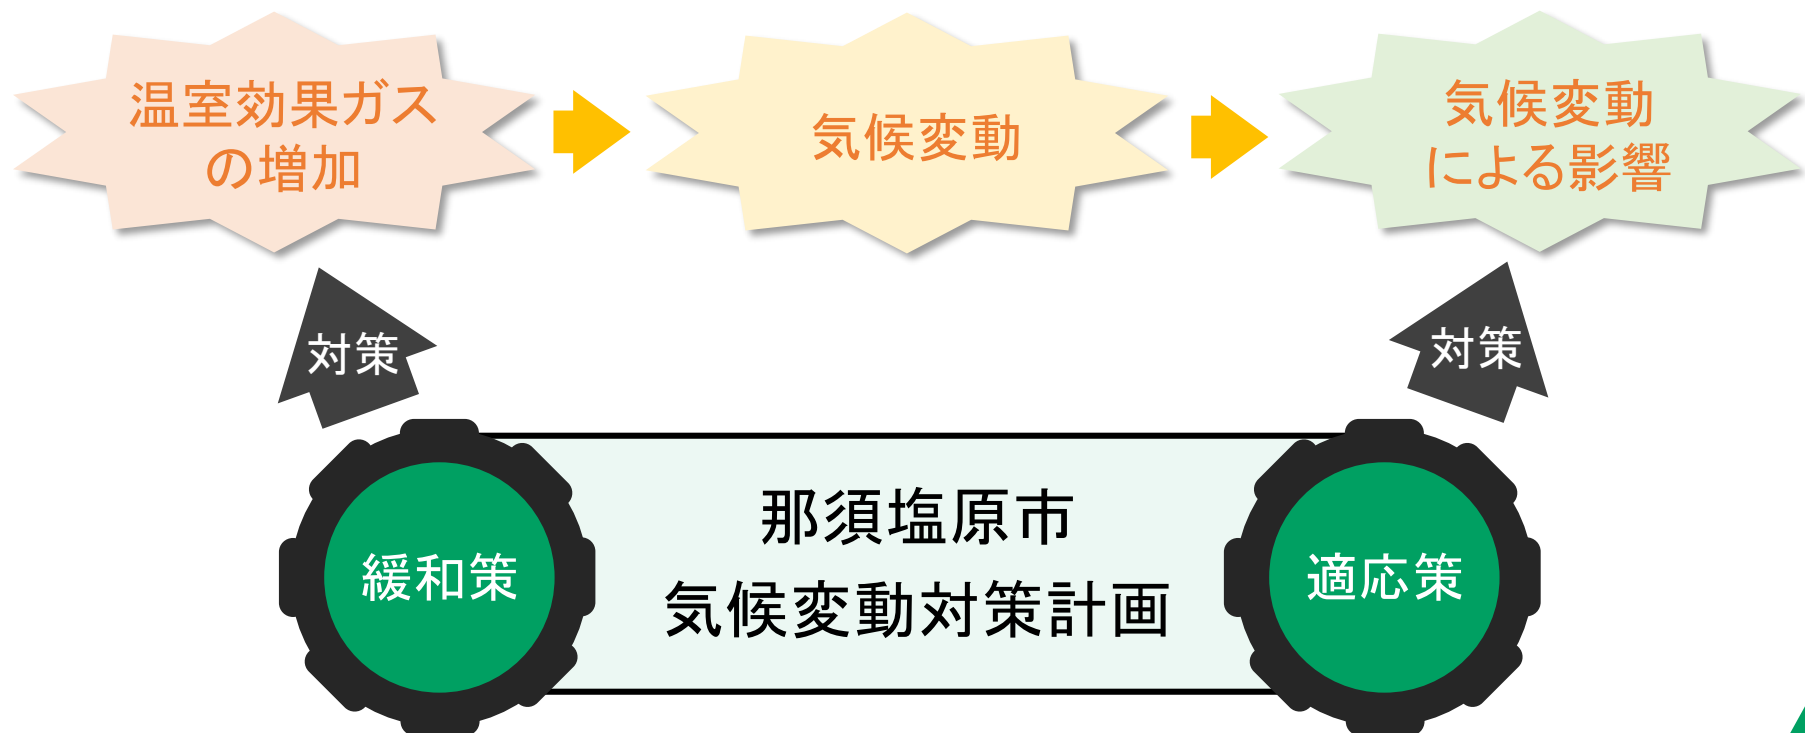 温室効果ガス
の増加
気候変動
気候変動
による影響
対策
対策
那須塩原市
気候変動対策計画
緩和策
適応策